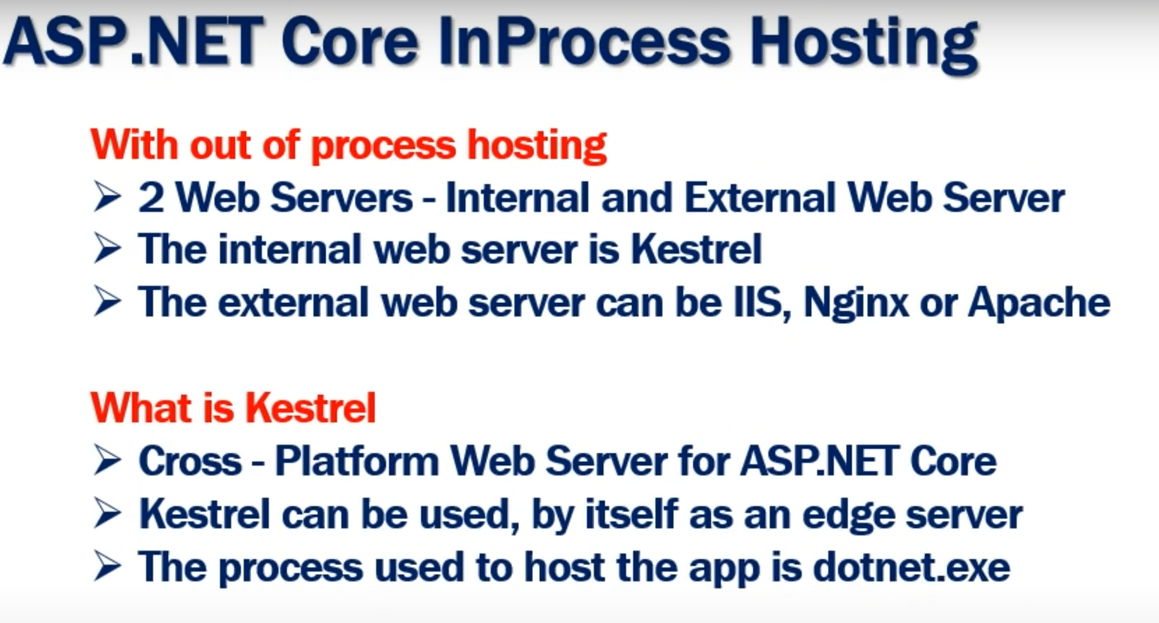 ASP.NET Core InProcess Hosting
With out of process hosting
➢ 2 Web Servers - Internal and External Web Server
➢ The internal web server is Kestrel
➢ The external web server can be IIS, Nginx or Apache
What is Kestrel
➢ Cross - Platform Web Server for ASP.NET Core
➢ Kestrel can be used, by itself as an edge server
➢ The process used to host the app is dotnet.exe